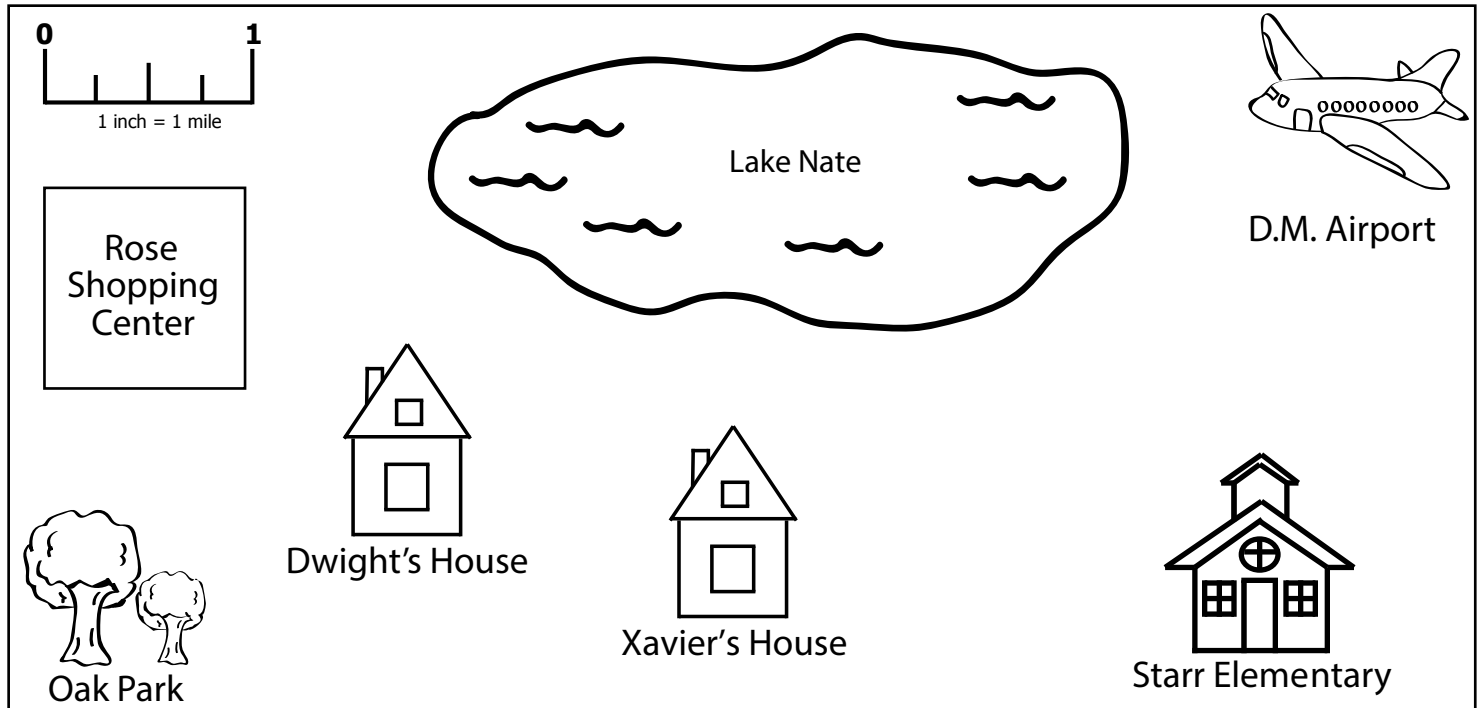 0 1
1 inch = 1 mile
Lake Nate
D.M. Airport
Rose
Shopping
Center
Dwight's House
Xavier's House
Starr Elementary
Oak Park